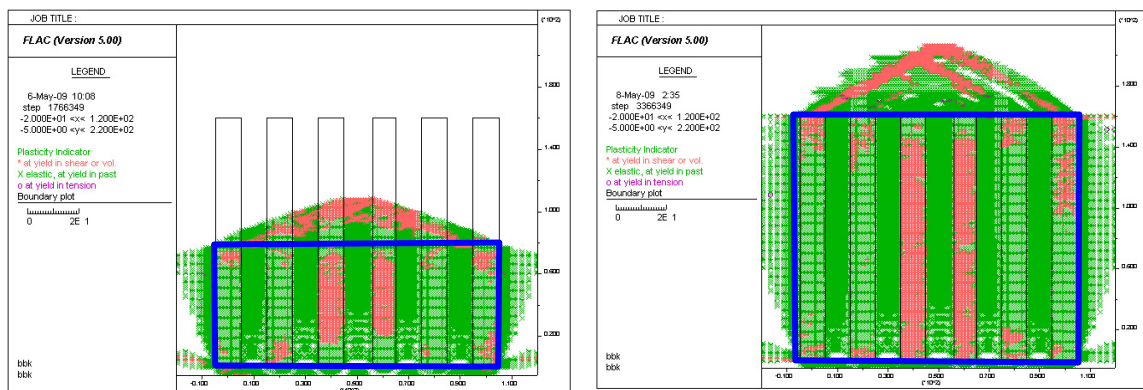 JOB TITLE :
(*10^2)
FLAC (Version 5.00)
LEGEND
6-May-09 10:08
step 1766349
-2.000E+01 <x< 1.200E+02
-5.000E+00 <y< 2.200E+02
Plasticity Indicator
* at yield in shear or vol.
X elastic, at yield in past
o at yield in tension
Boundary plot
0 2E 1
bbk
bbk
1.800
1.400
1.000
0.600
0.200
-0.100 0.100 0.300 0.500 0.700 0.900 1.100
JOB TITLE :
(*10^2)
FLAC (Version 5.00)
LEGEND
8-May-09 2:35
step 3366349
-2.000E+01 <x< 1.200E+02
-5.000E+00 <y< 2.200E+02
Plasticity Indicator
* at yield in shear or vol.
X elastic, at yield in past
o at yield in tension
Boundary plot
0 2E 1
bbk
bbk
1.800
1.400
1.000
0.600
0.200
-0.100 0.100 0.300 0.500 0.700 0.900 1.100
(*10^2)